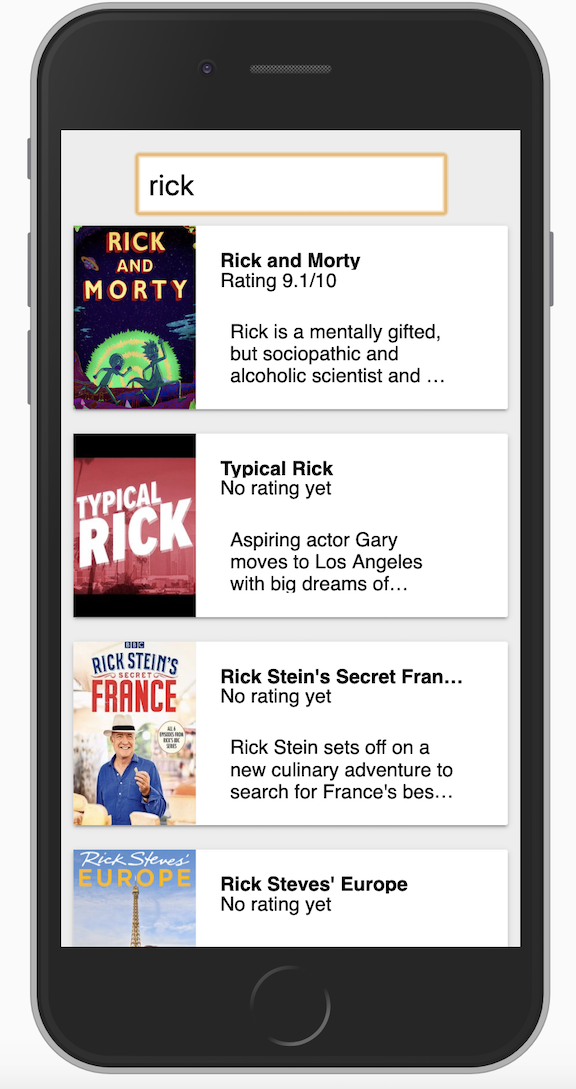 rick
RICK
AND
MORTY
Rick and Morty
Rating 9.1/10
Rick is a mentally gifted,
but sociopathic and
alcoholic scientist and …
TYPICAL
RICK
Typical Rick
No rating yet
Aspiring actor Gary
moves to Los Angeles
with big dreams of…
BBC
RICK STEIN'S
SECRET
FRANCE
ALL 6
EPISODES FROM
RICK'S BBC
SERIES
Rick Stein's Secret Fran…
No rating yet
Rick Stein sets off on a
new culinary adventure to
search for France's bes…
Rick Steves'
EUROPE
Rick Steves' Europe
No rating yet